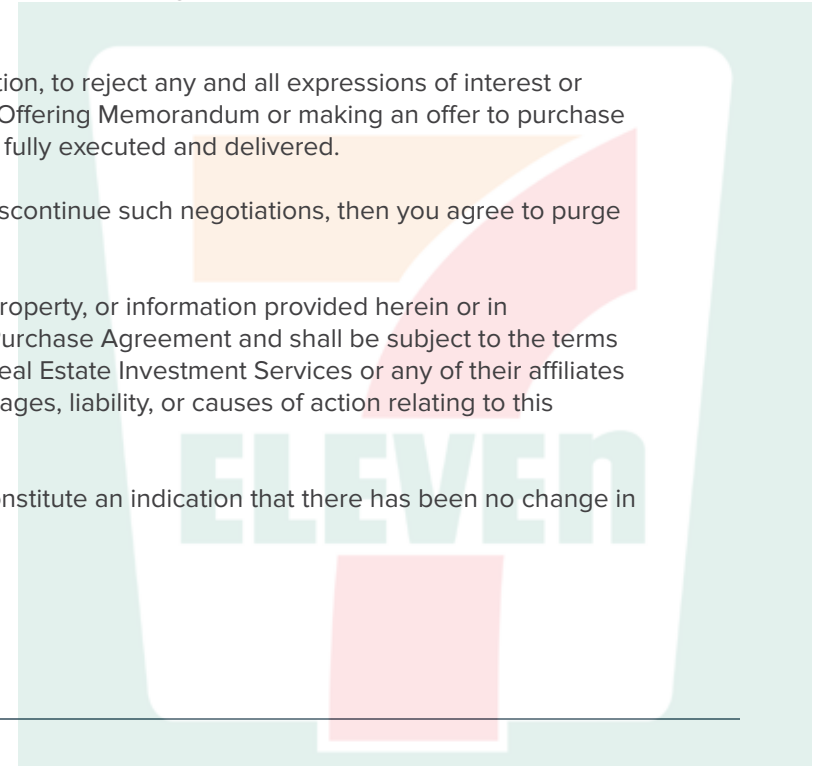 tion, to reject any and all expressions of interest or
Offering Memorandum or making an offer to purchase
fully executed and delivered.
scontinue such negotiations, then you agree to purge
roperty, or information provided herein or in
Purchase Agreement and shall be subject to the terms
eal Estate Investment Services or any of their affiliates
ages, liability, or causes of action relating to this
ELEVEn
onstitute an indication that there has been no change in